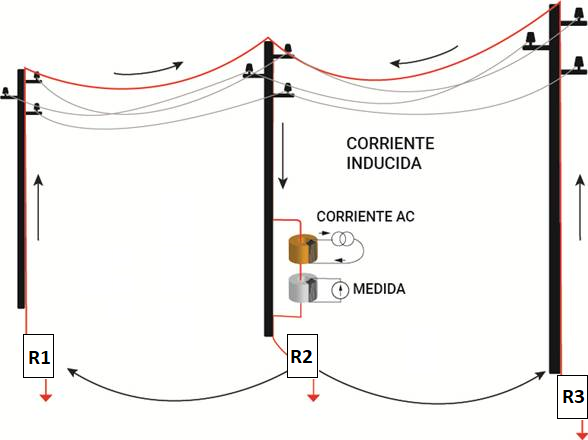 CORRIENTE
INDUCIDA
CORRIENTE AC
MEDIDA
R1
R2
R3